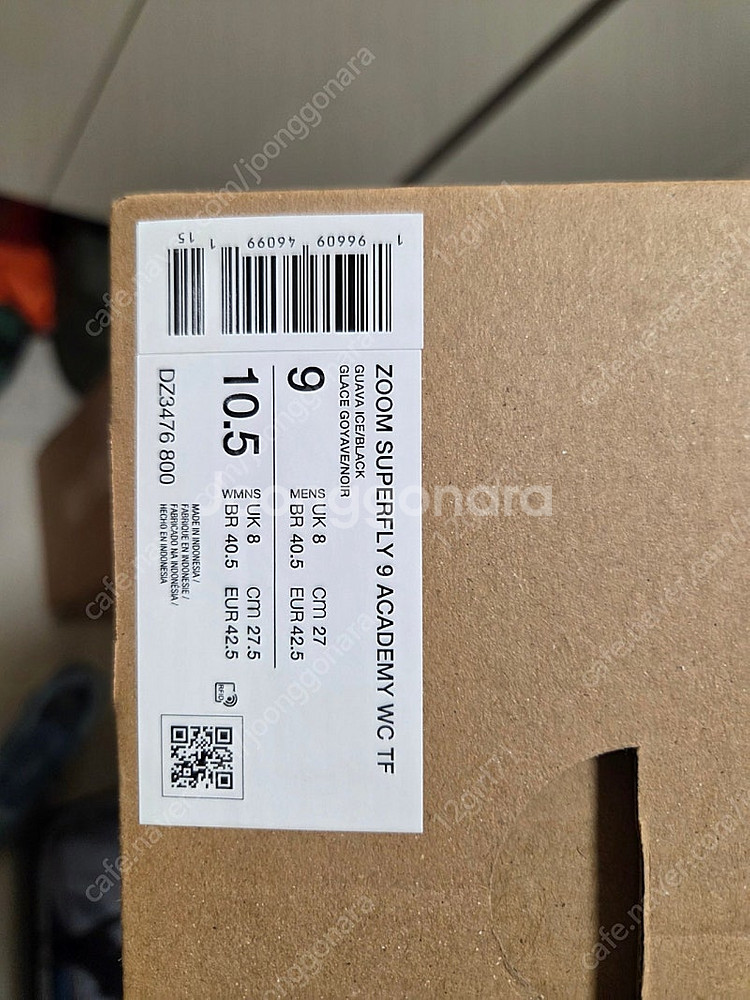 ZOOM SUPERFLY 9 ACADEMY WC TF
GUAVA ICE/BLACK
GLACE GOYAVE/NOIR
9
MENS
UK 8 cm 27
BR 40.5 EUR 42.5
10.5
WMNS
UK 8 cm 27.5
BR 40.5 EUR 42.5
DZ3476 800
MADE IN INDONESIA /
FABRIQUE EN INDONESIE /
FABRICADO NA INDONÉSIA /
HECHO EN INDONESIA
RFID
1 96609 46099 1 15
joonggonara
cafe.naver.com/joonggonara